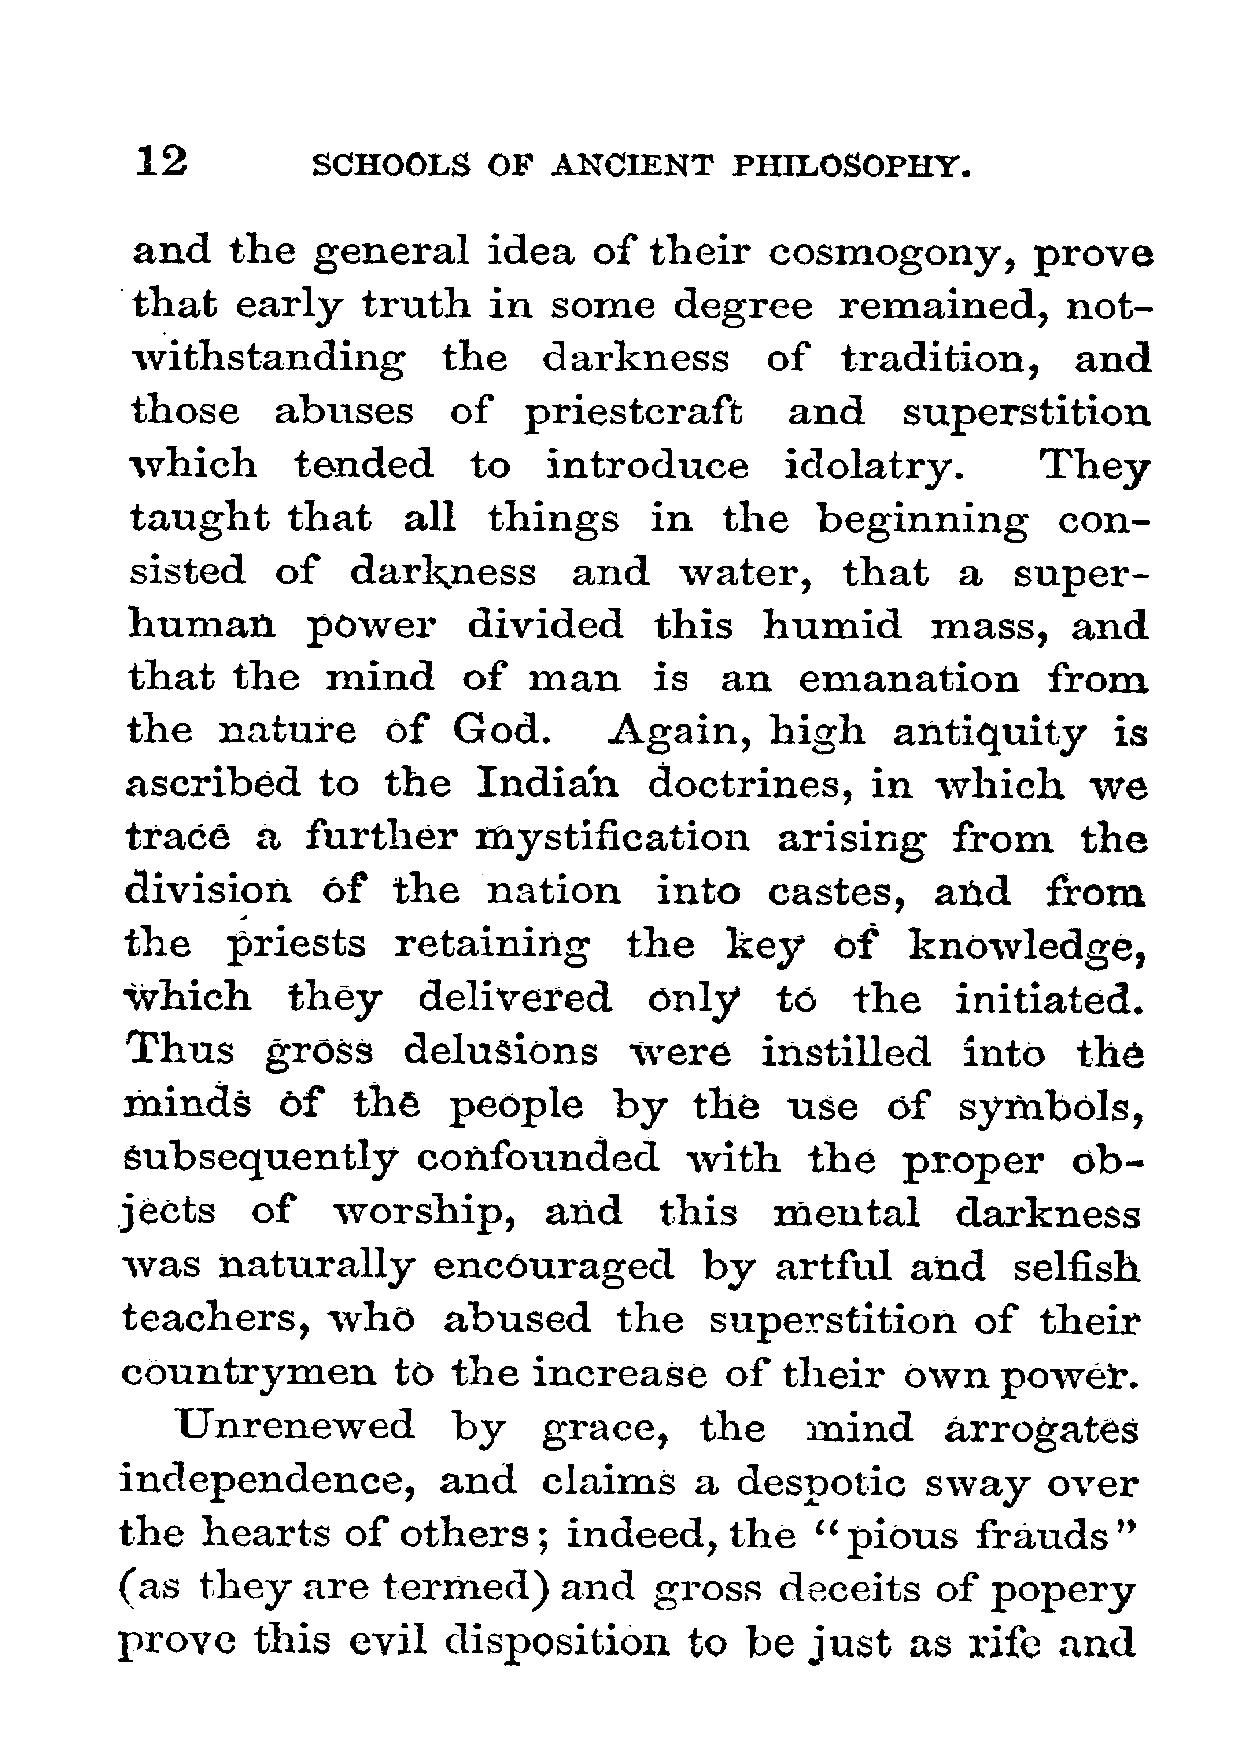 12 SCHOOLS OF ANCIENT PHILOSOPHY.
and the general idea of their cosmogony, prove
that early truth in some degree remained, not-
withstanding the darkness of tradition, and
those abuses of priestcraft and superstition
which tended to introduce idolatry. They
taught that all things in the beginning con-
sisted of darkness and water, that a super-
human power divided this humid mass, and
that the mind of man is an emanation from
the nature of God. Again, high antiquity is
ascribed to the Indian doctrines, in which we
trace a further mystification arising from the
division of the nation into castes, and from
the priests retaining the key of knowledge,
which they delivered only to the initiated.
Thus gross delusions were instilled into the
minds of the people by the use of symbols,
subsequently confounded with the proper ob-
jects of worship, and this mental darkness
was naturally encouraged by artful and selfish
teachers, who abused the superstition of their
countrymen to the increase of their own power.
Unrenewed by grace, the mind arrogates
independence, and claims a despotic sway over
the hearts of others; indeed, the "pious frauds"
(as they are termed) and gross deceits of popery
prove this evil disposition to be just as rife and